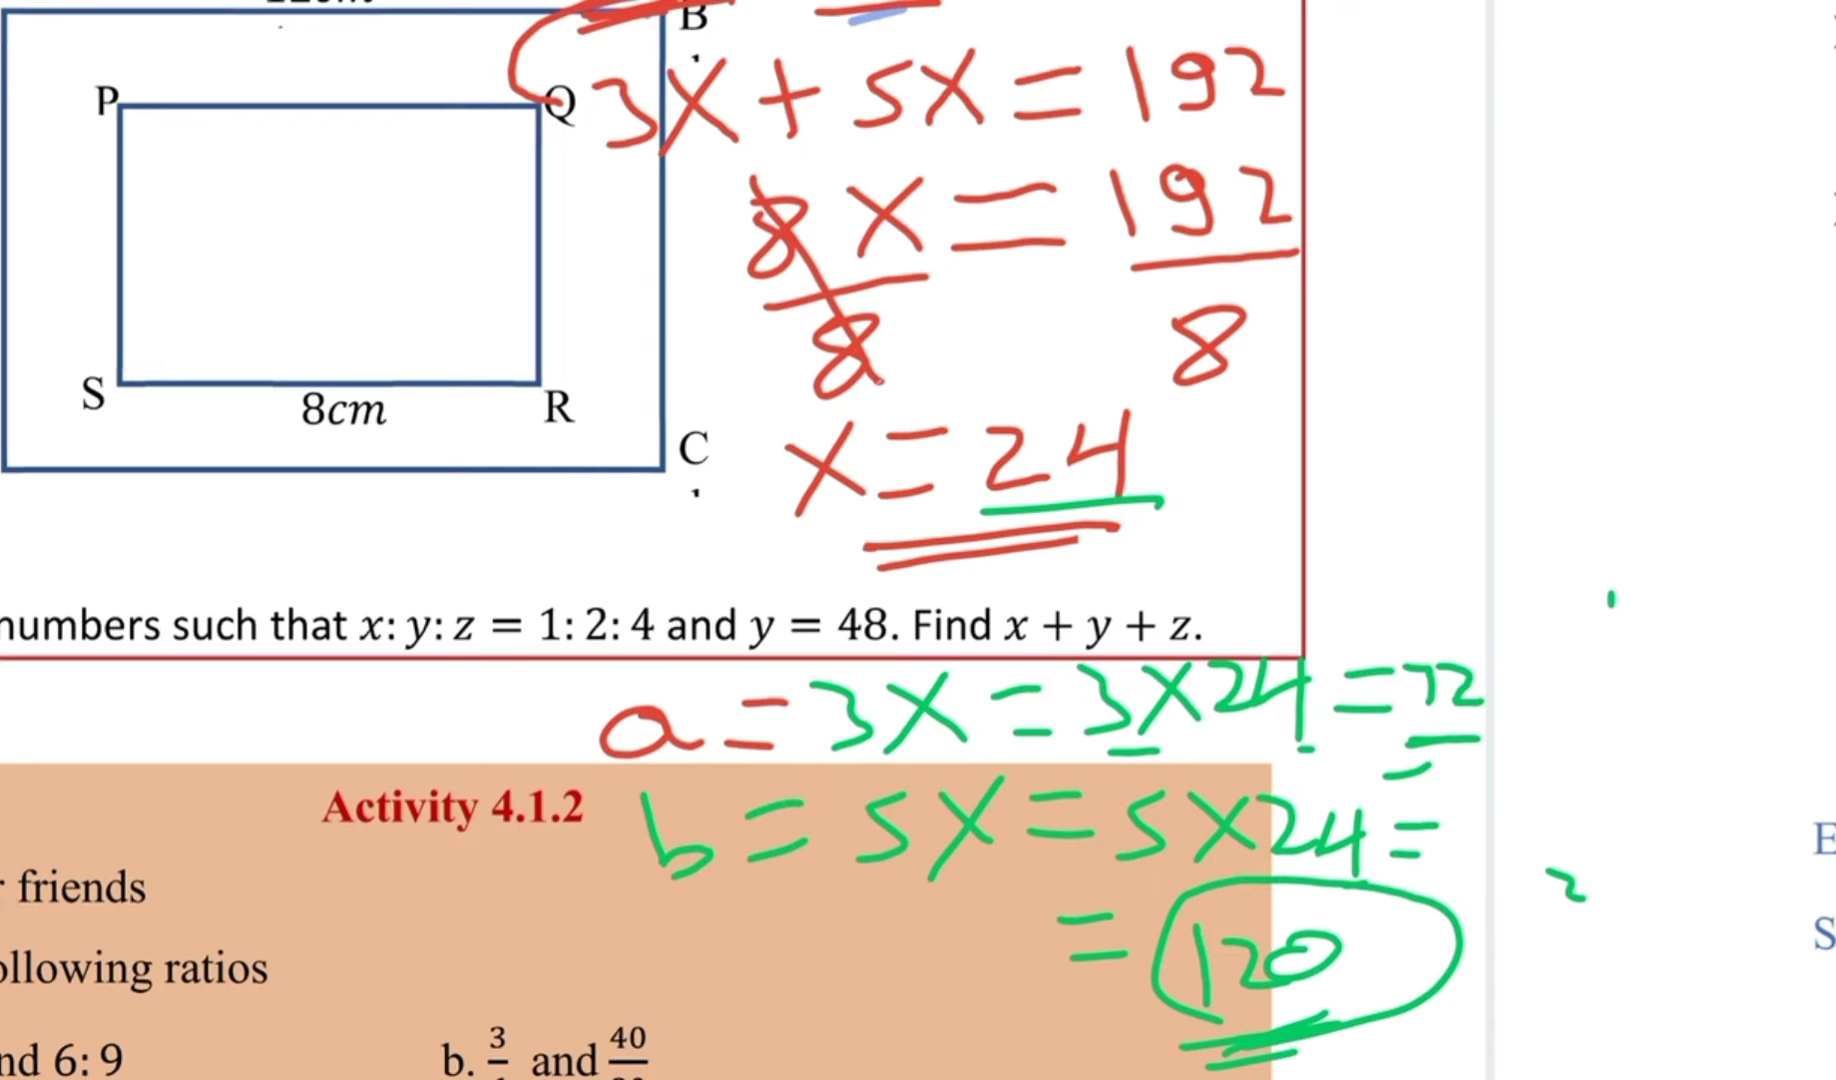 B
P
Q
3x + 5x = 192
8x = 192
8 8
S
8cm
R
C
x = 24
numbers such that x: y: z = 1: 2: 4 and y = 48. Find x + y + z.
a = 3x = 3x24 = 72
Activity 4.1.2
b = 5x = 5x24 =
= 120
friends
following ratios
nd 6: 9
b. 3 and 40
E
S